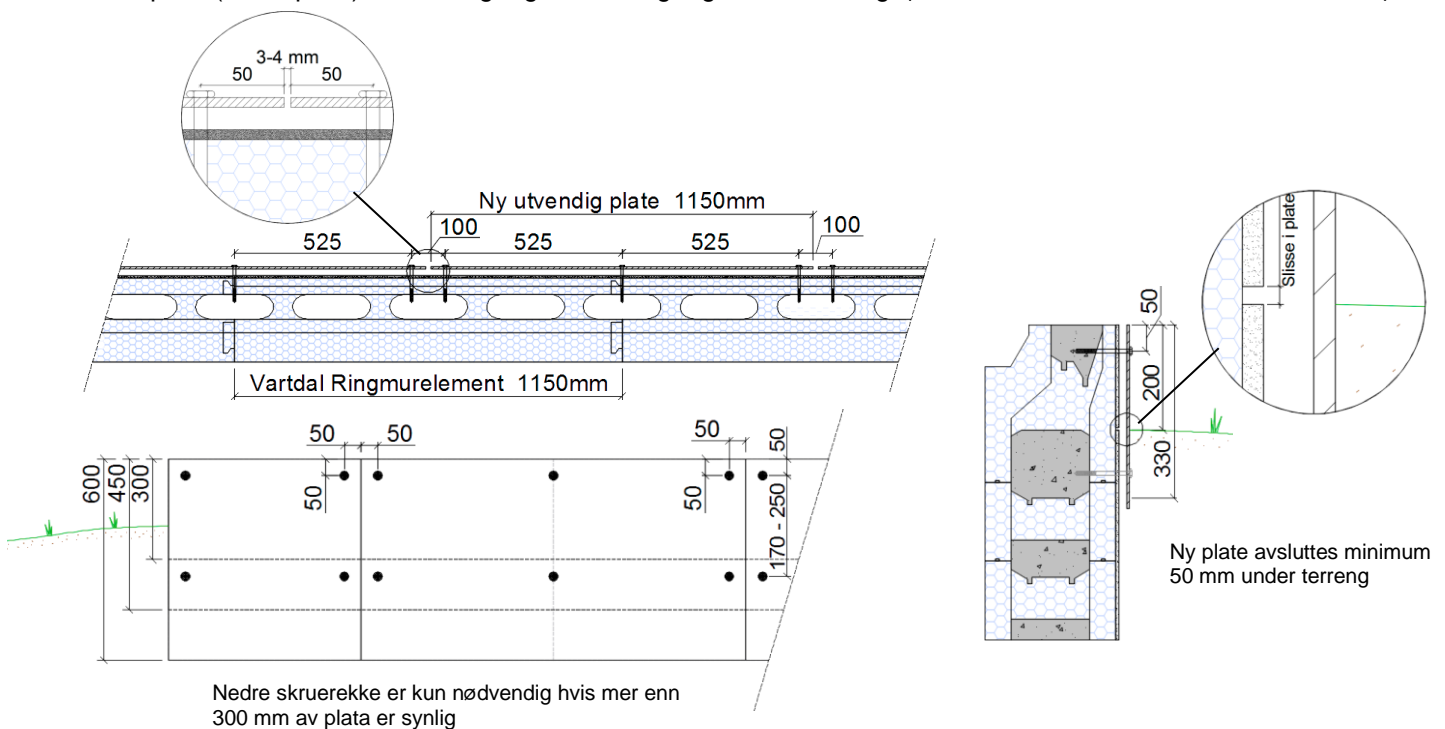 3-4 mm
50 50
Ny utvendig plate 1150mm
525 100 525 525 100
Vartdal Ringmurelement 1150mm
50 50 50 50
600 450 300 50 50 170 - 250
Nedre skruerekke er kun nødvendig hvis mer enn
300 mm av plata er synlig
50 200 330
Slisse i plate
Ny plate avsluttes minimum
50 mm under terreng